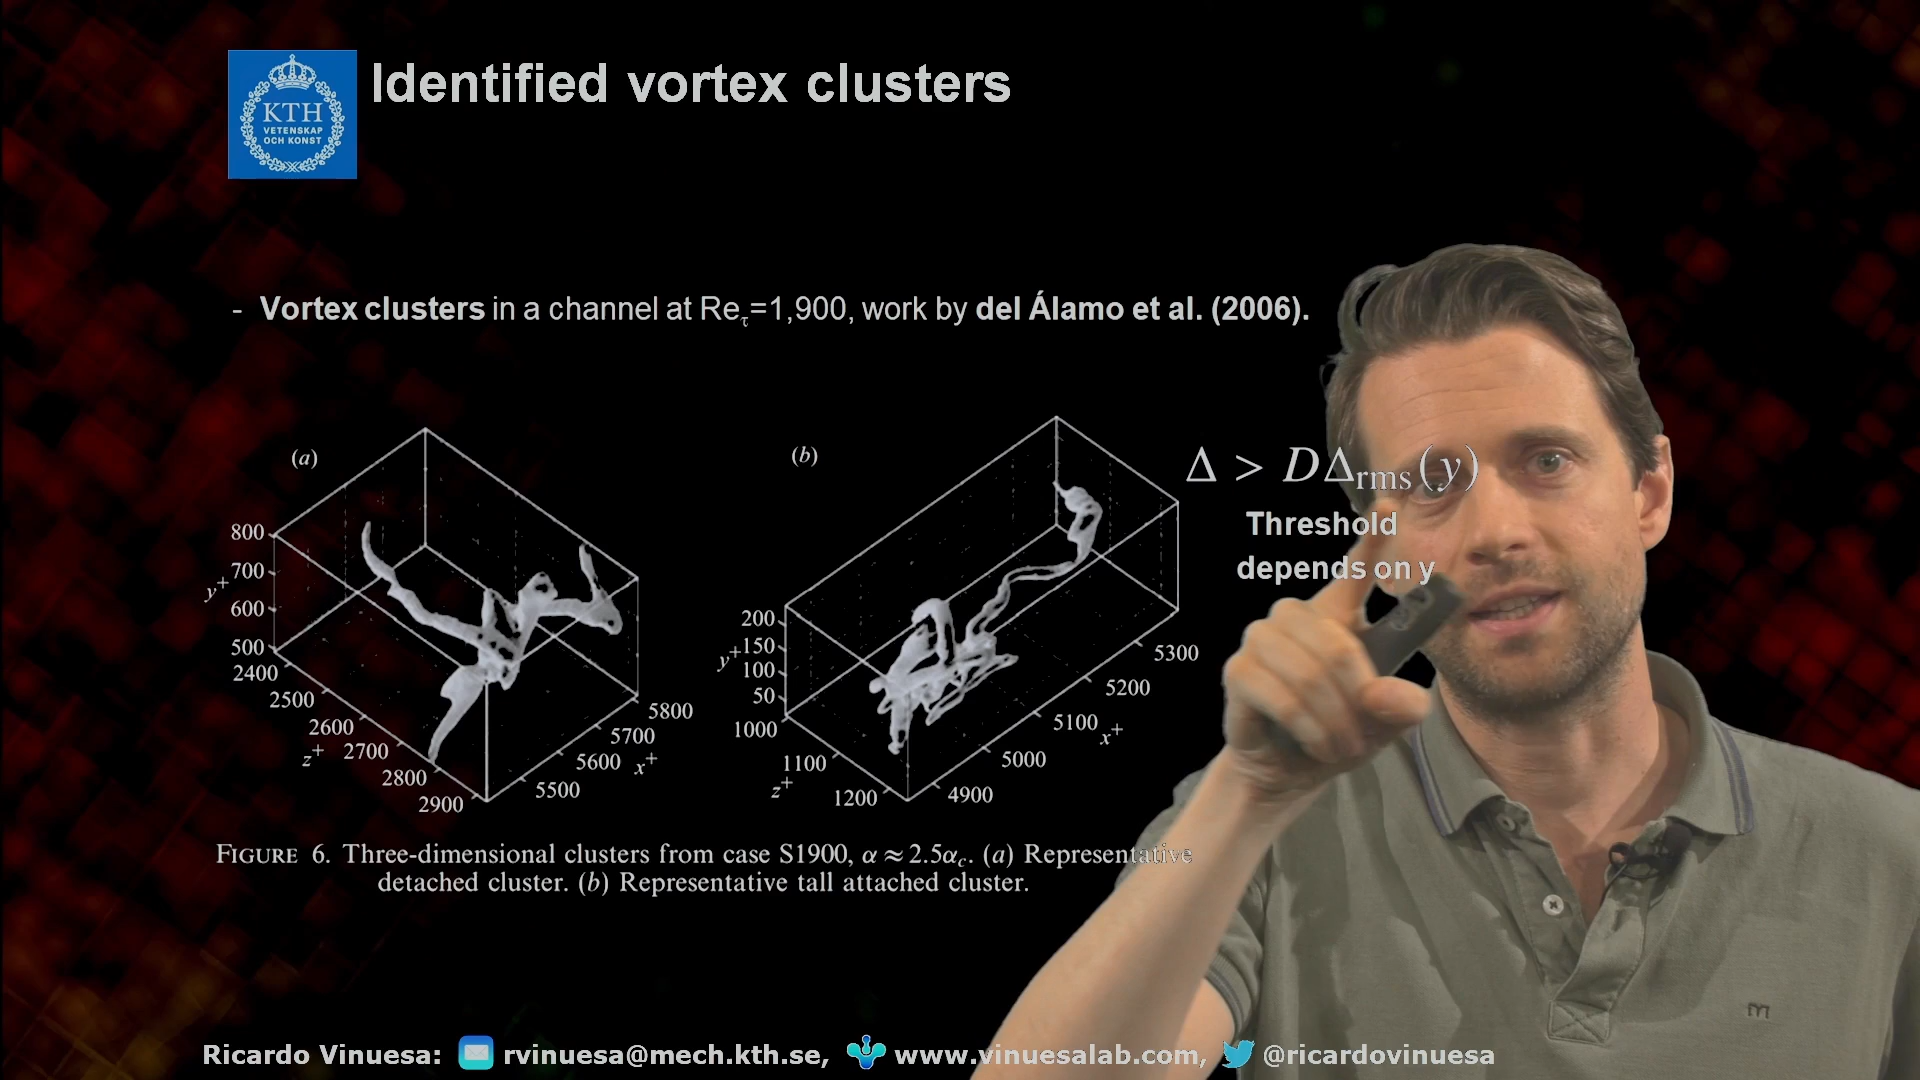 KTH
VETENSKAP
OCH KONST
Identified vortex clusters
- Vortex clusters in a channel at Reτ=1,900, work by del Álamo et al. (2006).
(a)
800
700
y+
600
500
2400
2500
2600
z+ 2700
2800
2900
5500
5600 x+
5700
5800
(b)
200
y+ 150
100
50
1000
1100
z+
1200
4900
5000
5100 x+
5200
5300
Δ > DΔrms(y)
Threshold
depends on y
FIGURE 6. Three-dimensional clusters from case S1900, α ≈ 2.5αc. (a) Representative
detached cluster. (b) Representative tall attached cluster.
m
Ricardo Vinuesa: rvinuesa@mech.kth.se, www.vinuesalab.com, @ricardovinuesa